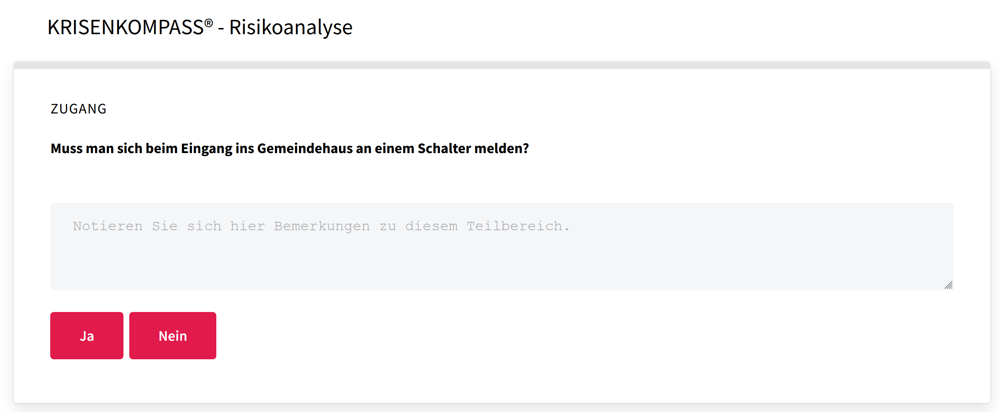 KRISENKOMPASS® - Risikoanalyse
ZUGANG
Muss man sich beim Eingang ins Gemeindehaus an einem Schalter melden?
Notieren Sie sich hier Bemerkungen zu diesem Teilbereich.
Ja Nein